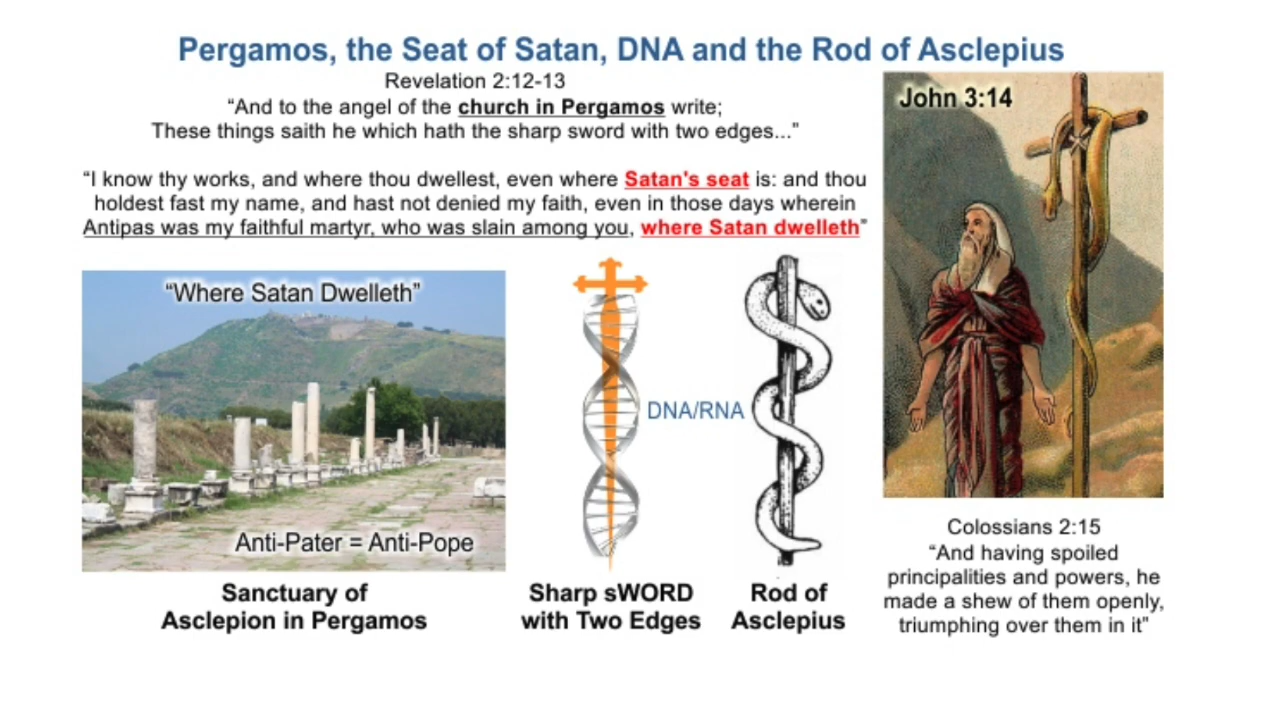 Pergamos, the Seat of Satan, DNA and the Rod of Asclepius
Revelation 2:12-13
“And to the angel of the church in Pergamos write;
These things saith he which hath the sharp sword with two edges...”
“I know thy works, and where thou dwellest, even where Satan's seat is: and thou
holdest fast my name, and hast not denied my faith, even in those days wherein
Antipas was my faithful martyr, who was slain among you, where Satan dwelleth”
“Where Satan Dwelleth”
Anti-Pater = Anti-Pope
Sanctuary of
Asclepion in Pergamos
DNA/RNA
Sharp sWORD
with Two Edges
Rod of
Asclepius
John 3:14
Colossians 2:15
“And having spoiled
principalities and powers, he
made a shew of them openly,
triumphing over them in it”